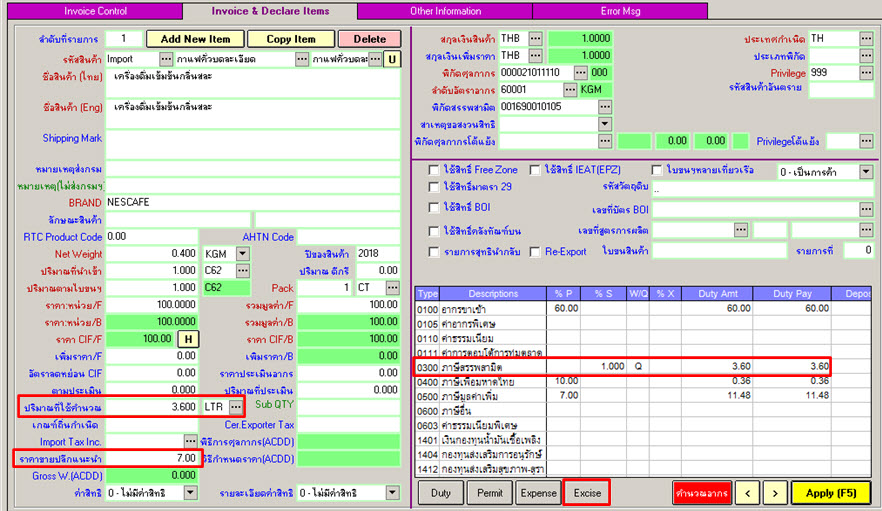 Invoice Control Invoice & Declare Items Other Information Error Msg
ลำดับที่รายการ 1 Add New Item Copy Item Delete
รหัสสินค้า Import ... กาแฟคั่วบดละเอียด ... กาแฟคั่วบดละ... U
ชื่อสินค้า (ไทย) เครื่องดื่มเข้มข้นกลิ่นสละ
ชื่อสินค้า (Eng) เครื่องดื่มเข้มข้นกลิ่นสละ
Shipping Mark
หมายเหตุส่งกรม
หมายเหตุ(ไม่ส่งกรมฯ)
BRAND NESCAFE
ลักษณะสินค้า
RTC Product Code 0.00 AHTN Code
Net Weight 0.400 KGM ปีของสินค้า 2018
ปริมาณที่นำเข้า 1.000 C62 ... ปริมาณ ดีกรี 0.00
ปริมาณตามใบขนฯ 1.000 C62 Pack 1 CT ...
ราคา:หน่วย/F 100.0000 รวมมูลค่า/F 100.00
ราคา:หน่วย/B 100.0000 รวมมูลค่า/B 100.00
ราคา CIF/F 100.00 H ราคา CIF/B 100.00
เพิ่มราคา/F 0.00 เพิ่มราคา/B 0.00
อัตราลดหย่อน CIF 0.00 ราคาประเมินอากร 0.00
ตามประเมิน 0.000 ปริมาณที่ประเมิน 0.000
ปริมาณที่ใช้คำนวณ 3.600 LTR ... Sub QTY
เกณฑ์ถิ่นกำเนิด Cer.Exporter Tax
Import Tax Inc. ... พิธีการศุลกากร(ACDD)
ราคาขายปลีกแนะนำ 7.00 วิธีกำหนดราคา(ACDD)
Gross W.(ACDD) 0.000
ค่าสิทธิ 0 - ไม่มีค่าสิทธิ รายละเอียดค่าสิทธิ 0 - ไม่มีค่าสิทธิ
สกุลเงินสินค้า THB ... 1.0000 ประเทศกำเนิด TH ...
สกุลเงินเพิ่มราคา THB ... 1.0000 ประเภทพิกัด ...
พิกัดศุลกากร 000021011110 ... 000 Privilege 999 ...
ลำดับอัตราอากร 60001 ... KGM รหัสสินค้าอันตราย
พิกัดสรรพสามิต 001690010105 ...
สาเหตุขอสงวนสิทธิ
พิกัดศุลกากรโต้แย้ง ... 0.00 0.00 Privilegeโต้แย้ง ...
ใช้สิทธิ Free Zone ใช้สิทธิ IEAT(EPZ) ใบขนฯหลายเที่ยวเรือ 0 - เป็นการค้า
ใช้สิทธิมาตรา 29 รหัสวัตถุดิบ ..
ใช้สิทธิ BOI เลขที่บัตร BOI ...
ใช้สิทธิคลังทัณฑ์บน เลขที่สูตรการผลิต ... ...
รายการสุทธินำกลับ Re-Export ใบขนสินค้า รายการที่ 0
Type Descriptions % P % S W/Q % X Duty Amt Duty Pay Depos
0100 อากรขาเข้า 60.00 60.00 60.00
0105 ค่าอากรพิเศษ
0110 ค่าธรรมเนียม
0111 ค่าการตอบโต้การทุ่มตลาด
0300 ภาษีสรรพสามิต 1.000 Q 3.60 3.60
0400 ภาษีเพื่อมหาดไทย 10.00 0.36 0.36
0500 ภาษีมูลค่าเพิ่ม 7.00 11.48 11.48
0600 ภาษีอื่น
0603 ค่าธรรมเนียมพิเศษ
1401 เงินกองทุนน้ำมันเชื้อเพลิง
1404 กองทุนส่งเสริมการอนุรักษ์
1412 กองทุนส่งเสริมสุขภาพ-สุรา
Duty Permit Expense Excise คำนวณอากร < > Apply (F5)